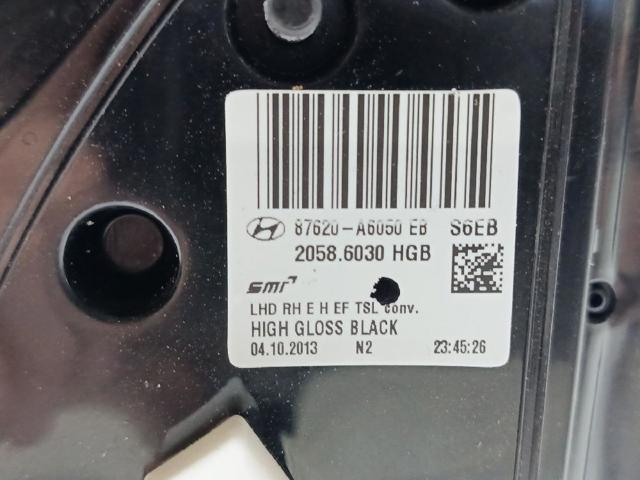 87620-A6050 EB S6EB
2058.6030 HGB
smr
LHD RH E H EF TSL conv.
HIGH GLOSS BLACK
04.10.2013 N2 23:45:26